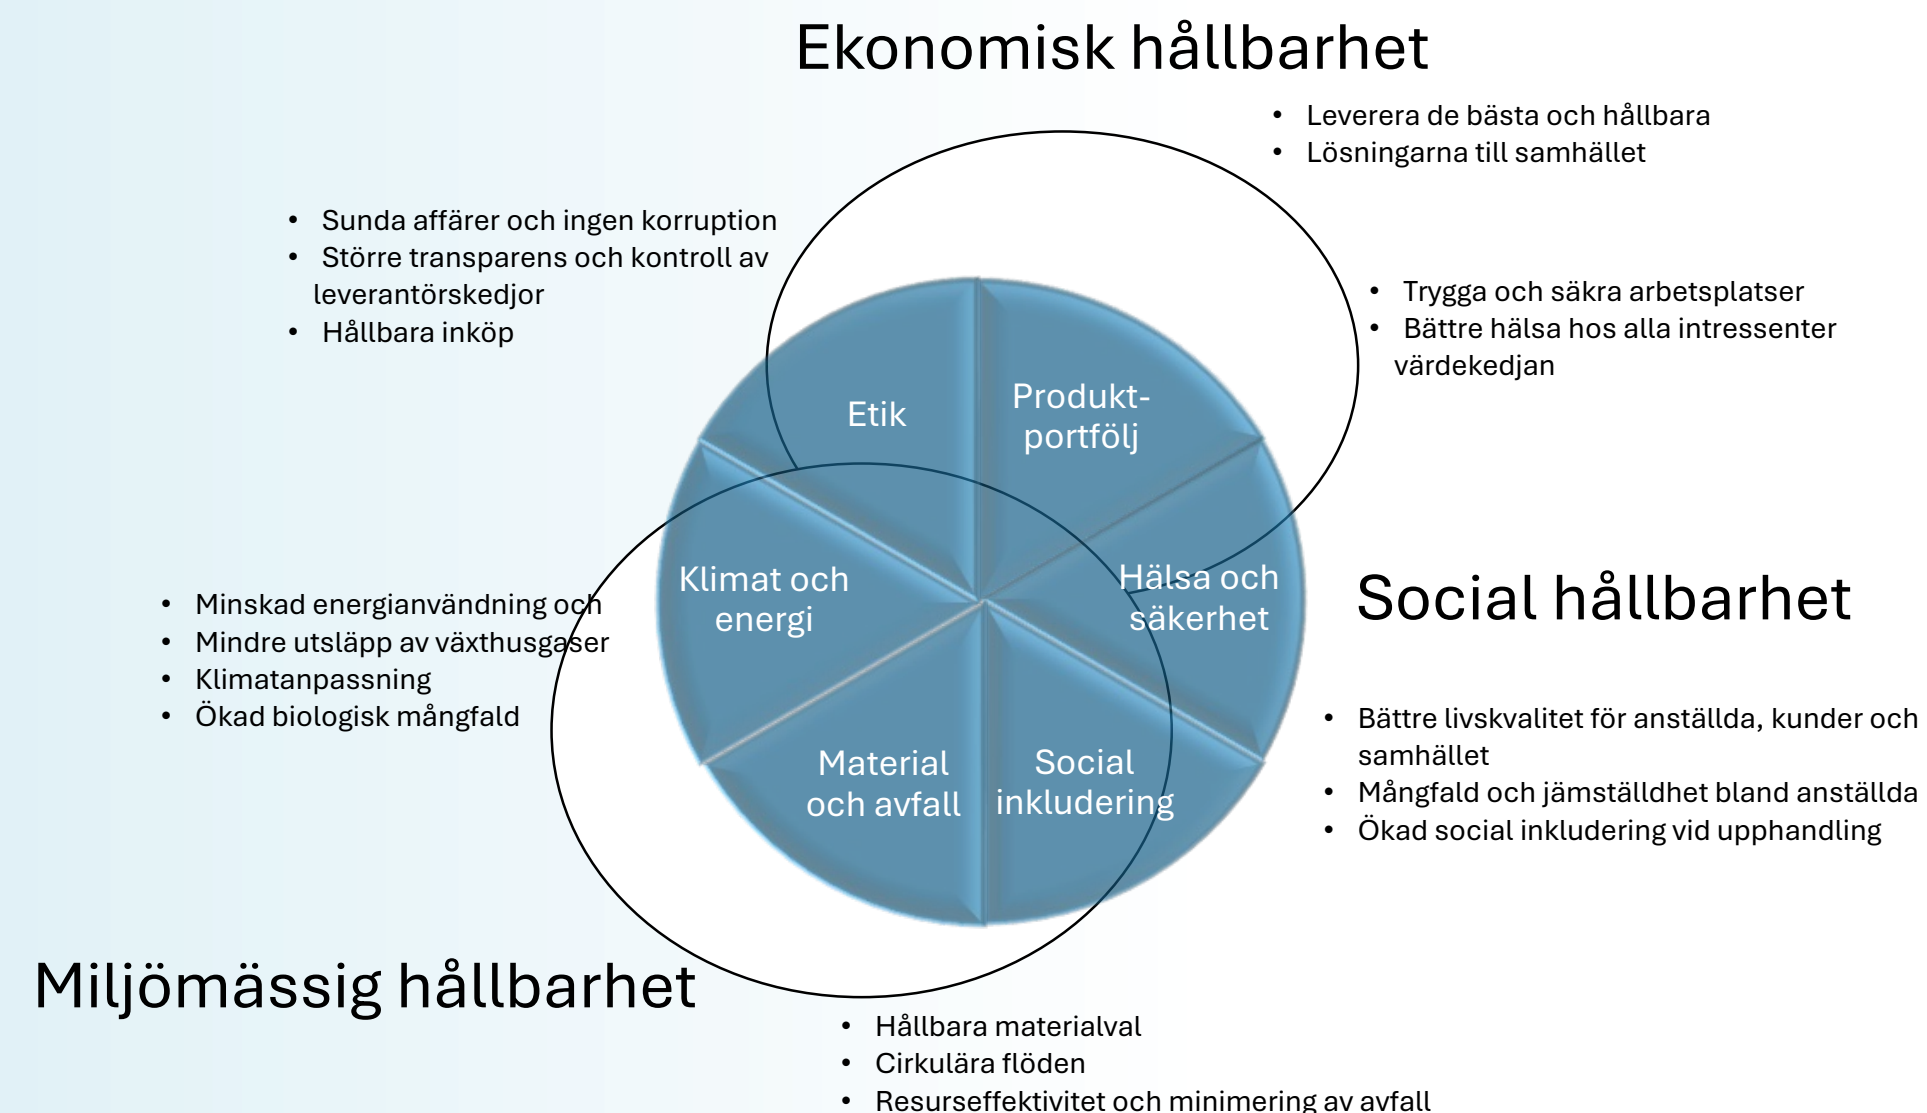 Ekonomisk hållbarhet
• Leverera de bästa och hållbara
• Lösningarna till samhället
• Sunda affärer och ingen korruption
• Större transparens och kontroll av
leverantörskedjor
• Hållbara inköp
• Trygga och säkra arbetsplatser
• Bättre hälsa hos alla intressenter
värdekedjan
Etik
Produkt-
portfölj
Klimat och
energi
Hälsa och
säkerhet
Material
och avfall
Social
inkludering
Social hållbarhet
• Minskad energianvändning och
• Mindre utsläpp av växthusgaser
• Klimatanpassning
• Ökad biologisk mångfald
• Bättre livskvalitet för anställda, kunder och
samhället
• Mångfald och jämställdhet bland anställda
• Ökad social inkludering vid upphandling
Miljömässig hållbarhet
• Hållbara materialval
• Cirkulära flöden
• Resurseffektivitet och minimering av avfall